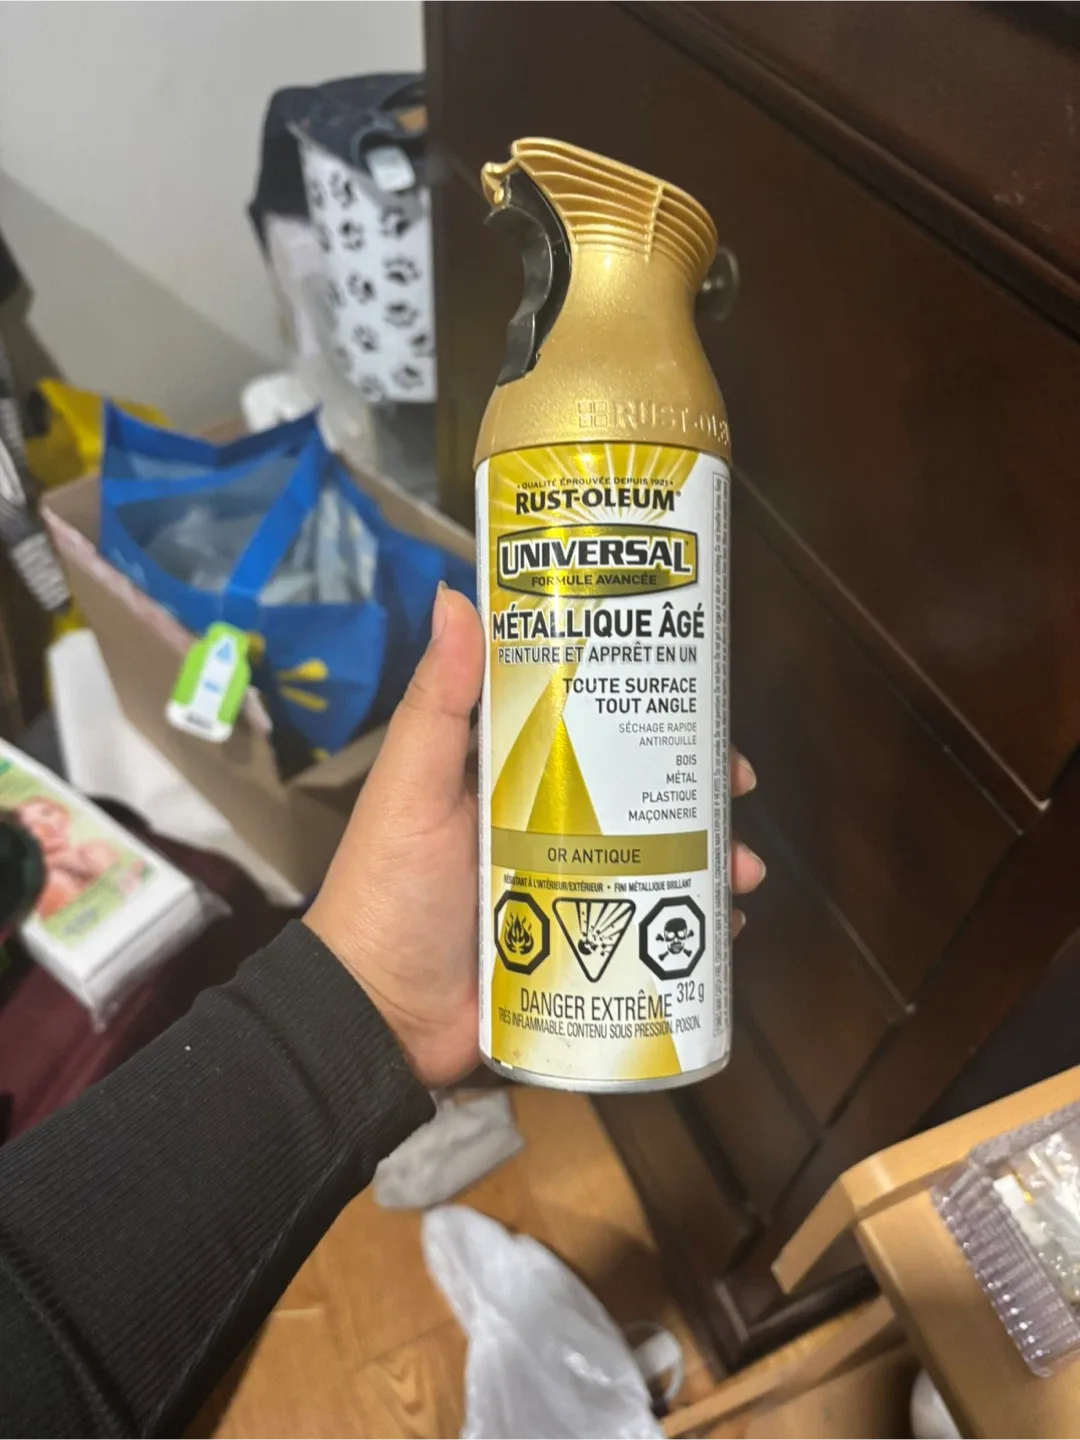 RUST-OLEUM
• QUALITÉ ÉPROUVÉE DEPUIS 1921 •
RUST-OLEUM®
UNIVERSAL®
FORMULE AVANCÉE
MÉTALLIQUE ÂGÉ
PEINTURE ET APPRÊT EN UN
TOUTE SURFACE
TOUT ANGLE
SÉCHAGE RAPIDE
ANTIROUILLE
BOIS
MÉTAL
PLASTIQUE
MAÇONNERIE
OR ANTIQUE
RÉSISTANT À L'INTÉRIEUR/EXTÉRIEUR • FINI MÉTALLIQUE BRILLANT
DANGER EXTRÊME 312 g
TRÈS INFLAMMABLE. CONTENU SOUS PRESSION. POISON.